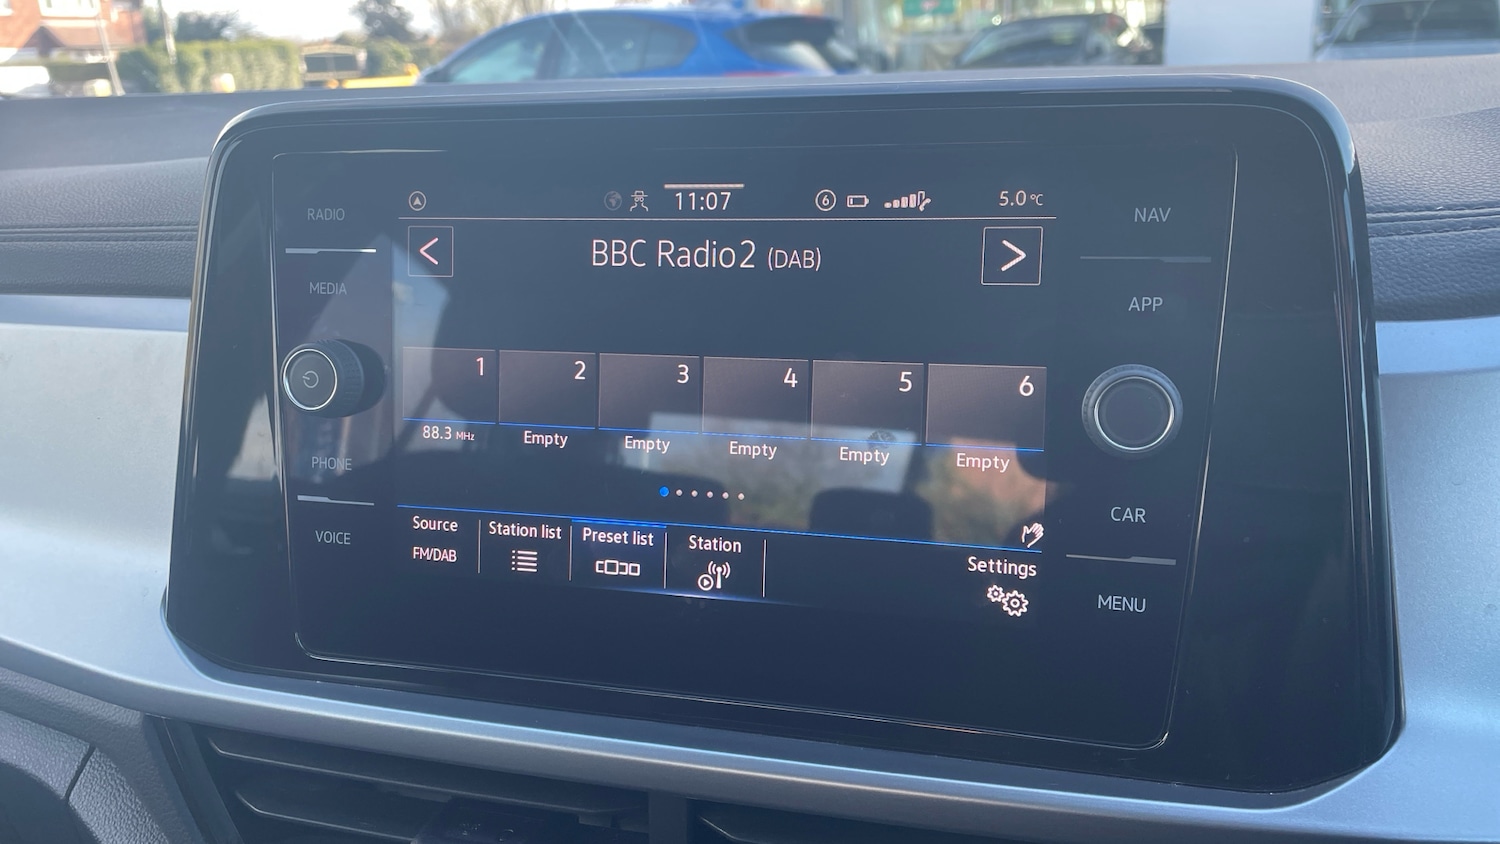 RADIO
MEDIA
PHONE
VOICE
11:07
6
5.0 °C
<
BBC Radio2 (DAB)
>
1 2 3 4 5 6
88.3 MHz Empty Empty Empty Empty Empty
Source
FM/DAB
Station list
Preset list
Station
Settings
NAV
APP
CAR
MENU